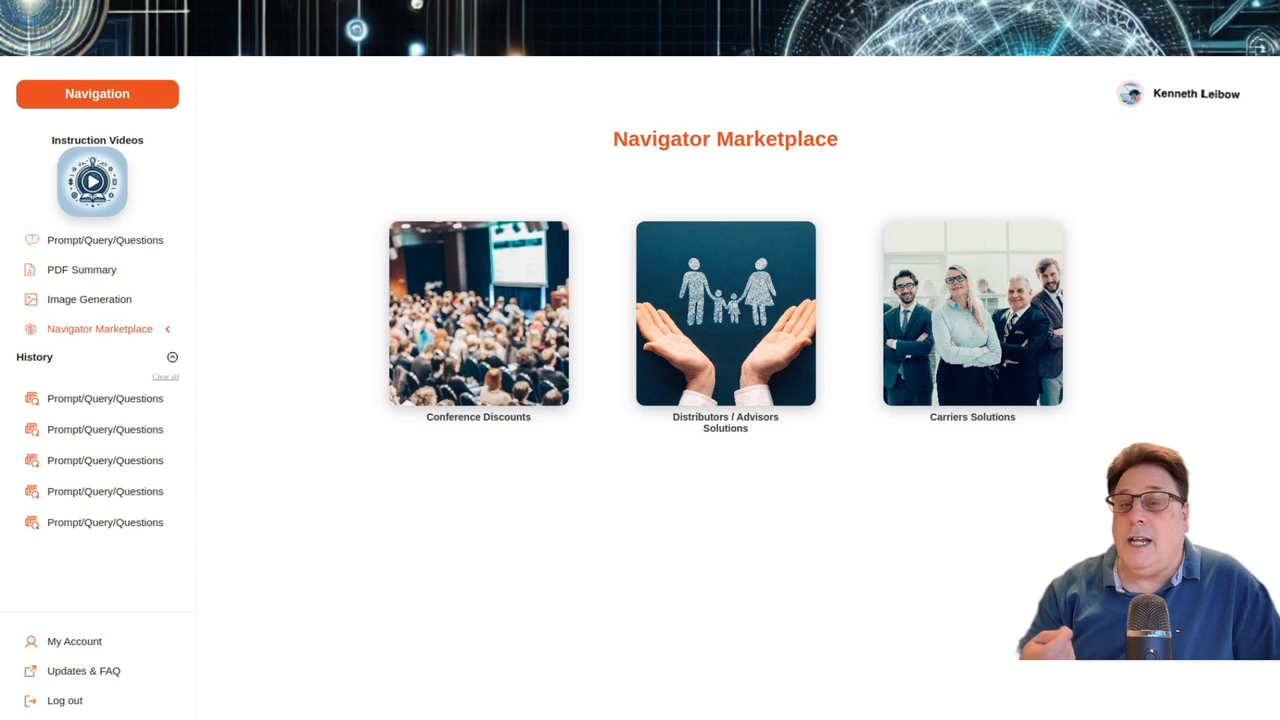 Navigation
Instruction Videos
Prompt/Query/Questions
PDF Summary
Image Generation
Navigator Marketplace
History
Clear all
Prompt/Query/Questions
Prompt/Query/Questions
Prompt/Query/Questions
Prompt/Query/Questions
Prompt/Query/Questions
My Account
Updates & FAQ
Log out
Kenneth Leibow
Navigator Marketplace
Conference Discounts
Distributors / Advisors
Solutions
Carriers Solutions